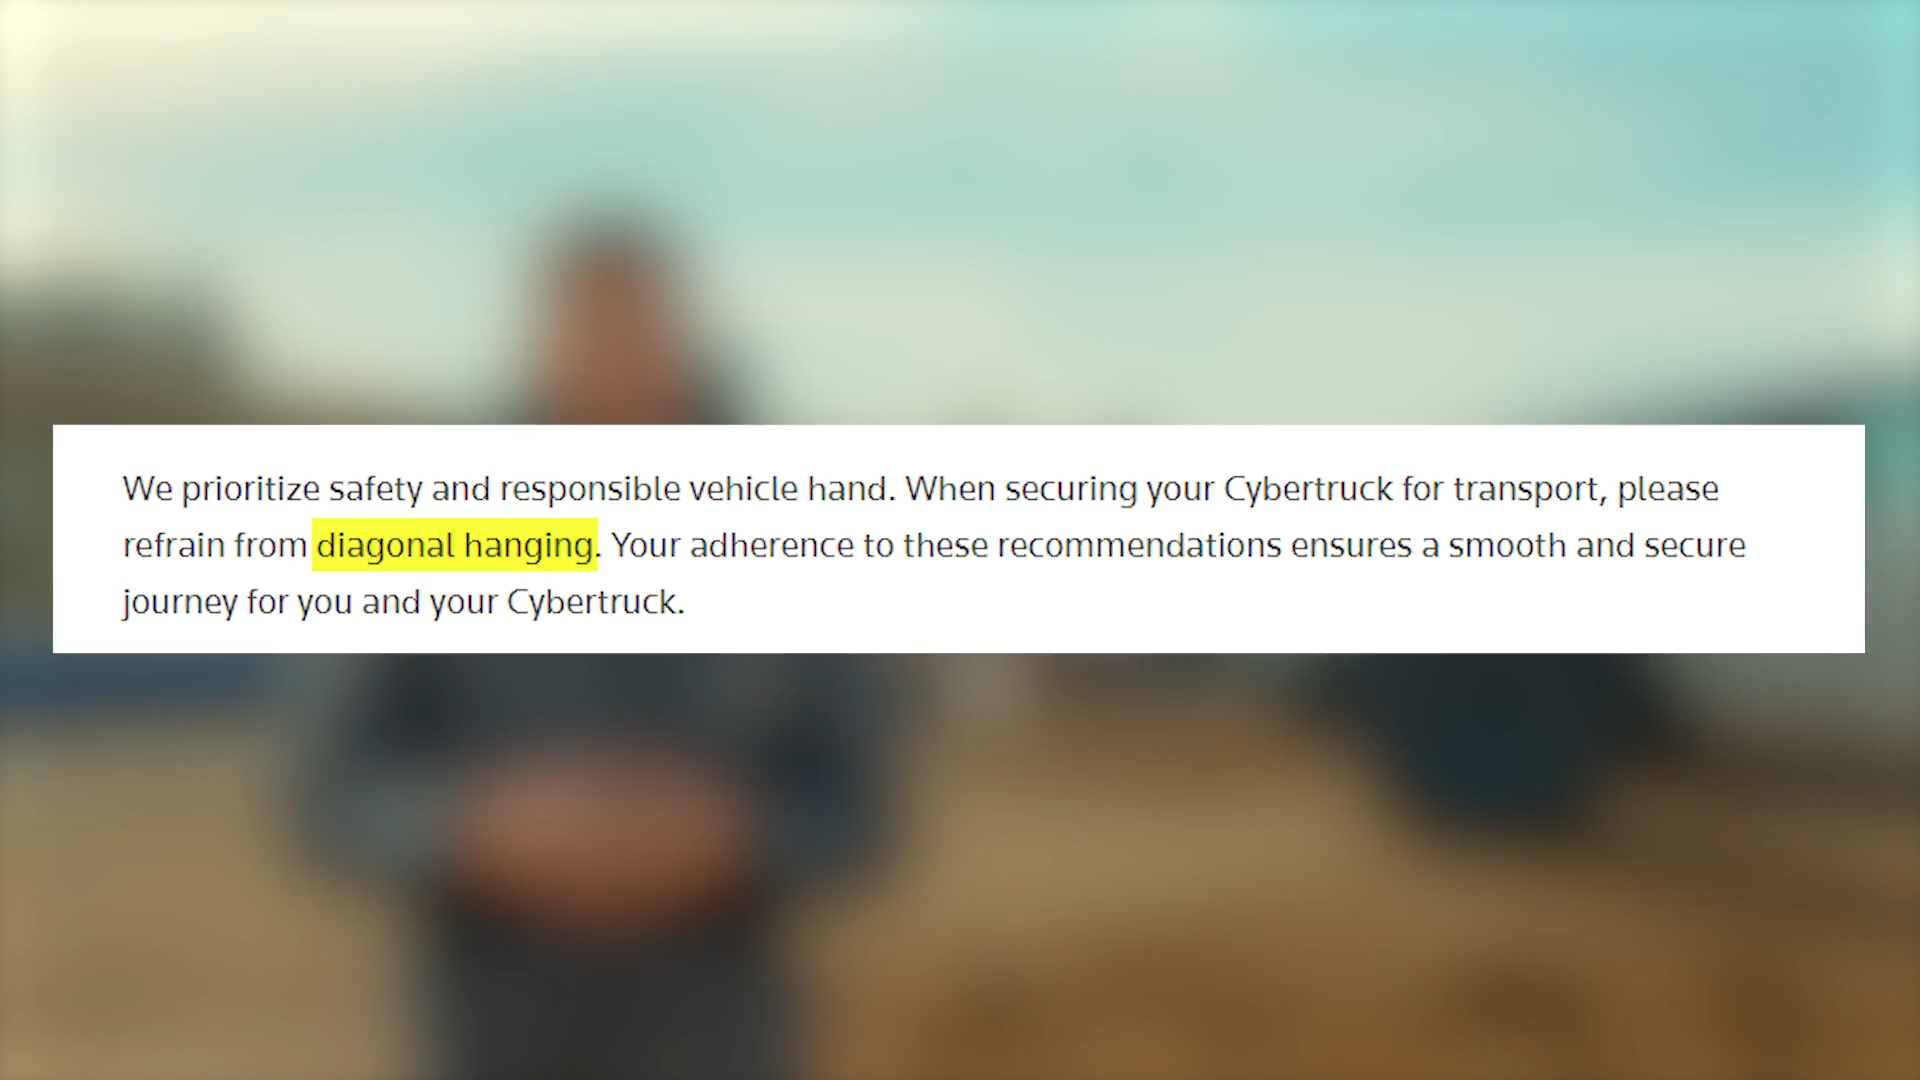 We prioritize safety and responsible vehicle hand. When securing your Cybertruck for transport, please
refrain from diagonal hanging. Your adherence to these recommendations ensures a smooth and secure
journey for you and your Cybertruck.